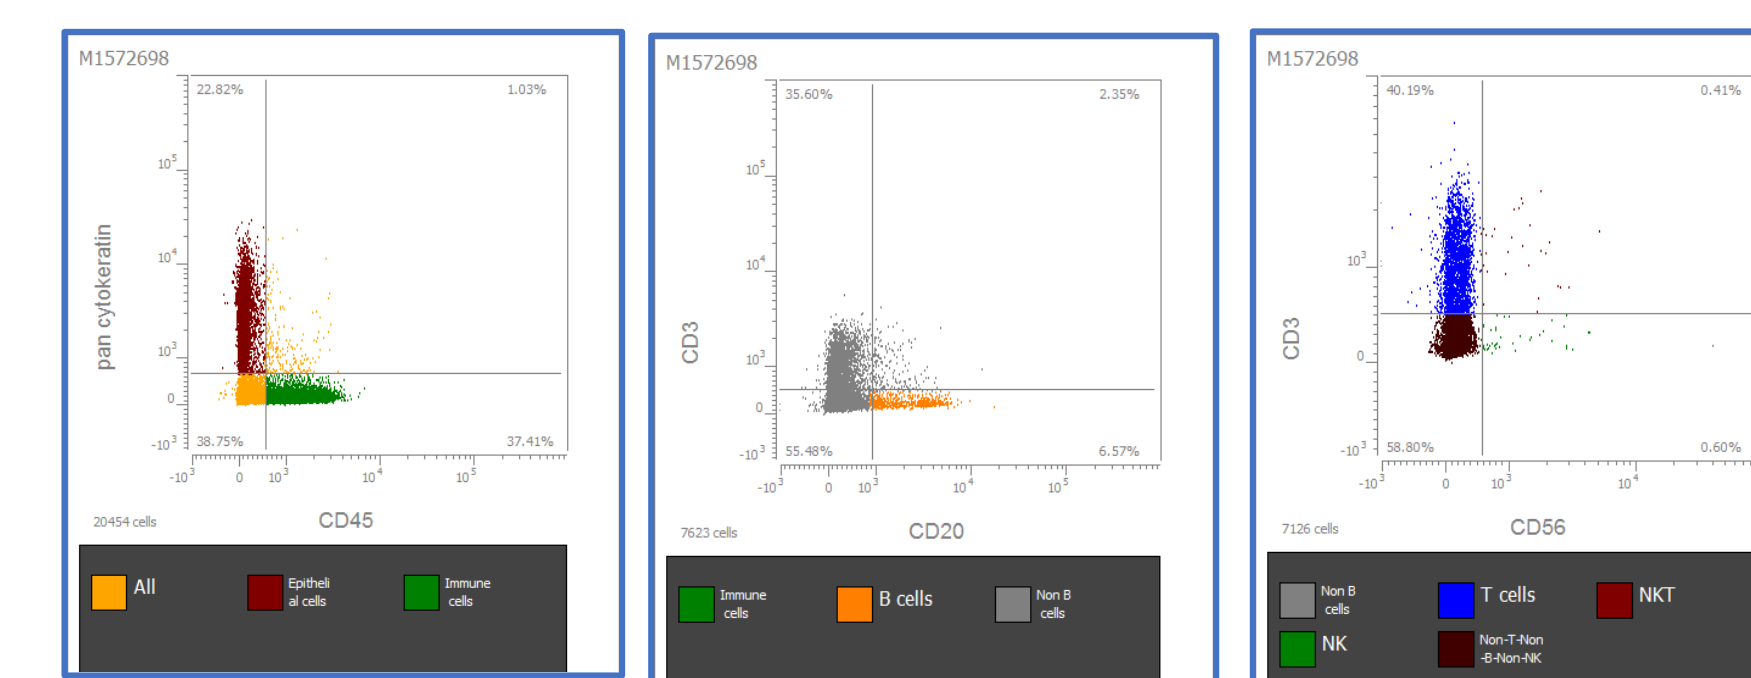 M1572698
22.82%
1.03%
10^5
10^4
10^3
0
-10^3
38.75%
37.41%
-10^3
0
10^3
10^4
10^5
pan cytokeratin
20454 cells
CD45
All
Epitheli
al cells
Immune
cells
M1572698
35.60%
2.35%
10^5
10^4
10^3
0
-10^3
55.48%
6.57%
-10^3
0
10^3
10^4
10^5
CD3
7623 cells
CD20
Immune
cells
B cells
Non B
cells
M1572698
40.19%
0.41%
10^3
0
-10^3
58.80%
0.60%
-10^3
0
10^3
10^4
CD3
7126 cells
CD56
Non B
cells
T cells
NKT
NK
Non-T-Non
-B-Non-NK